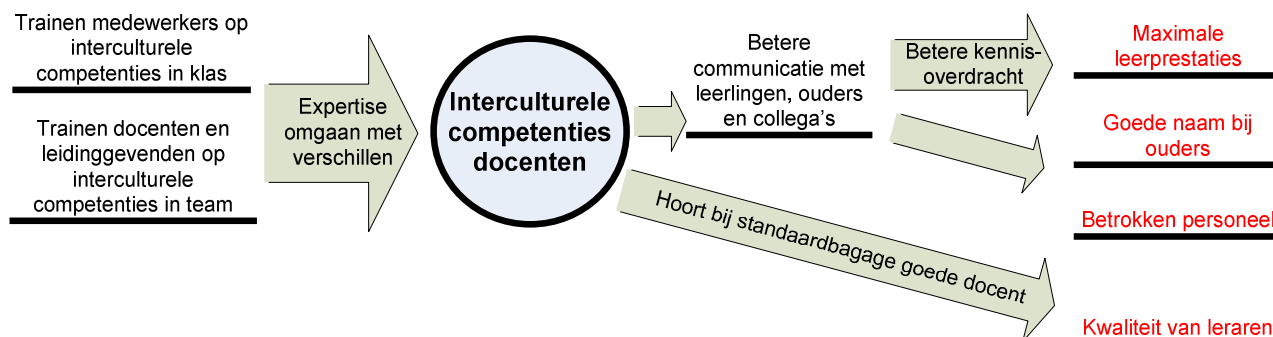 Trainen medewerkers op
interculturele
competenties in klas
Trainen docenten en
leidinggevenden op
interculturele
competenties in team
Expertise
omgaan met
verschillen
Interculturele
competenties
docenten
Betere
communicatie met
leerlingen, ouders
en collega's
Betere kennis-
overdracht
Hoort bij standaardbagage goede docent
Maximale
leerprestaties
Goede naam bij
ouders
Betrokken personeel
Kwaliteit van leraren